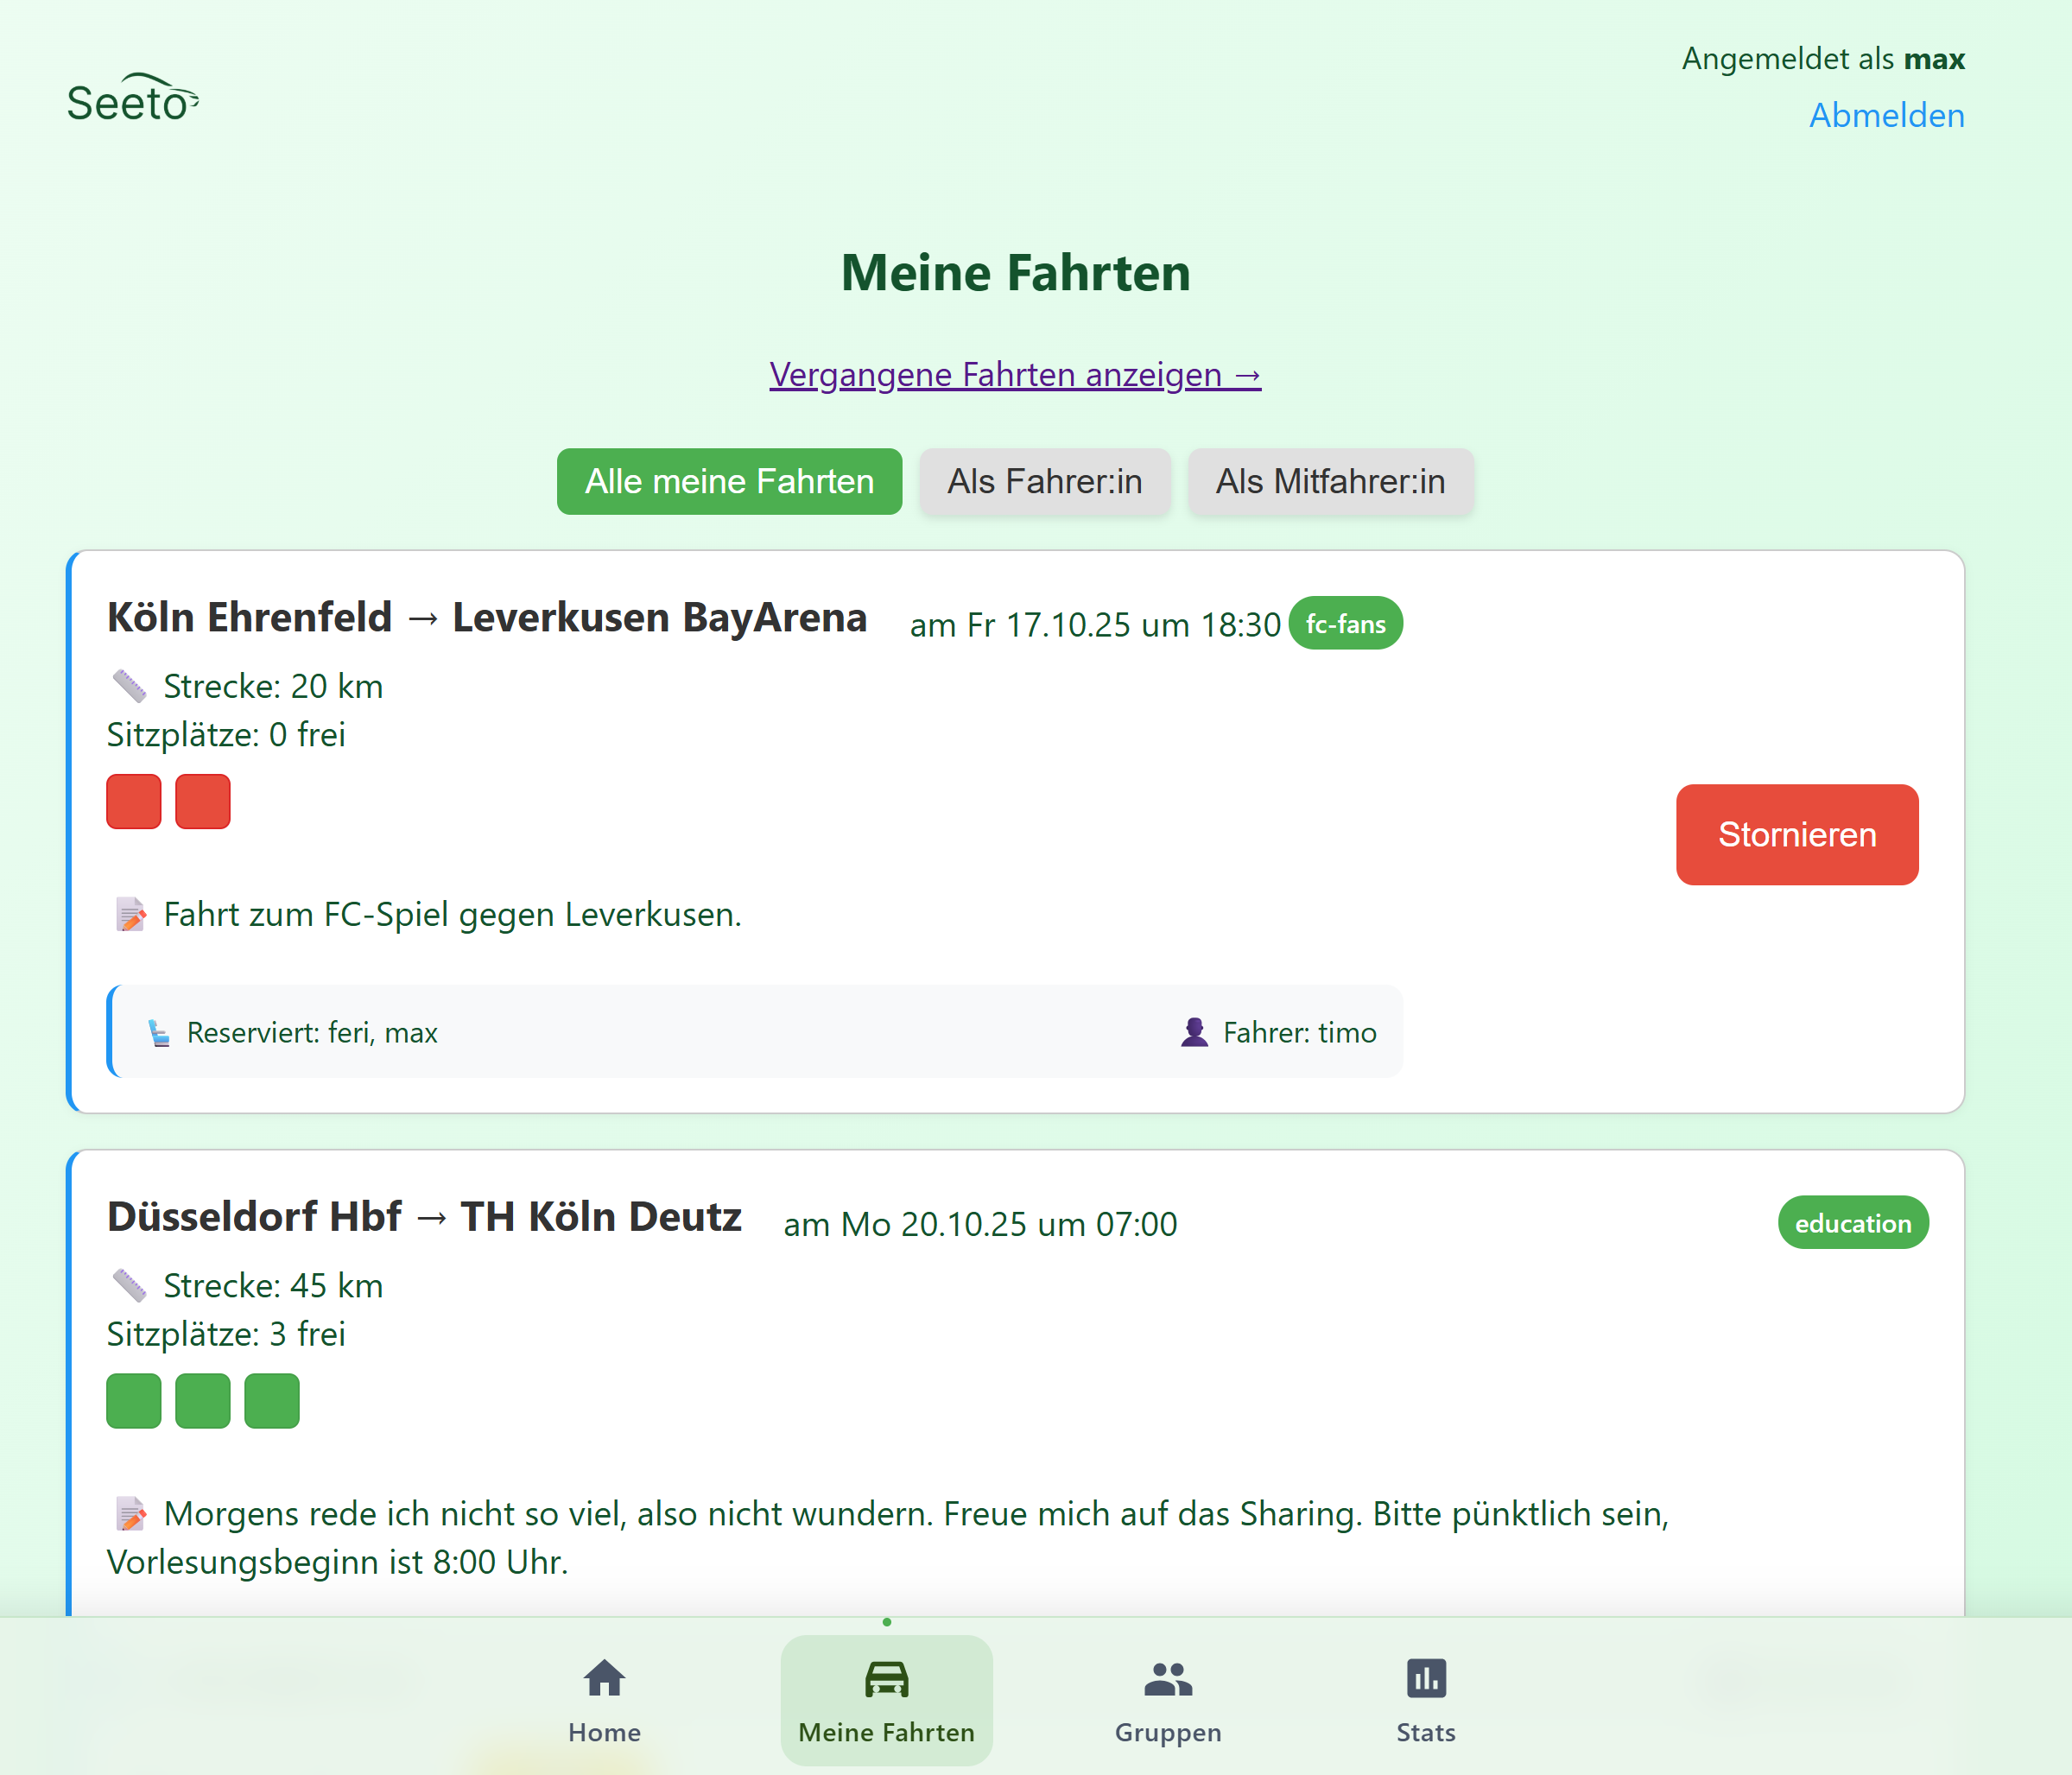 Seeto
Angemeldet als max
Abmelden
Meine Fahrten
Vergangene Fahrten anzeigen →
Alle meine Fahrten
Als Fahrer:in
Als Mitfahrer:in
Köln Ehrenfeld → Leverkusen BayArena am Fr 17.10.25 um 18:30 fc-fans
Strecke: 20 km
Sitzplätze: 0 frei
Stornieren
Fahrt zum FC-Spiel gegen Leverkusen.
Reserviert: feri, max
Fahrer: timo
Düsseldorf Hbf → TH Köln Deutz am Mo 20.10.25 um 07:00 education
Strecke: 45 km
Sitzplätze: 3 frei
Morgens rede ich nicht so viel, also nicht wundern. Freue mich auf das Sharing. Bitte pünktlich sein,
Vorlesungsbeginn ist 8:00 Uhr.
Home
Meine Fahrten
Gruppen
Stats